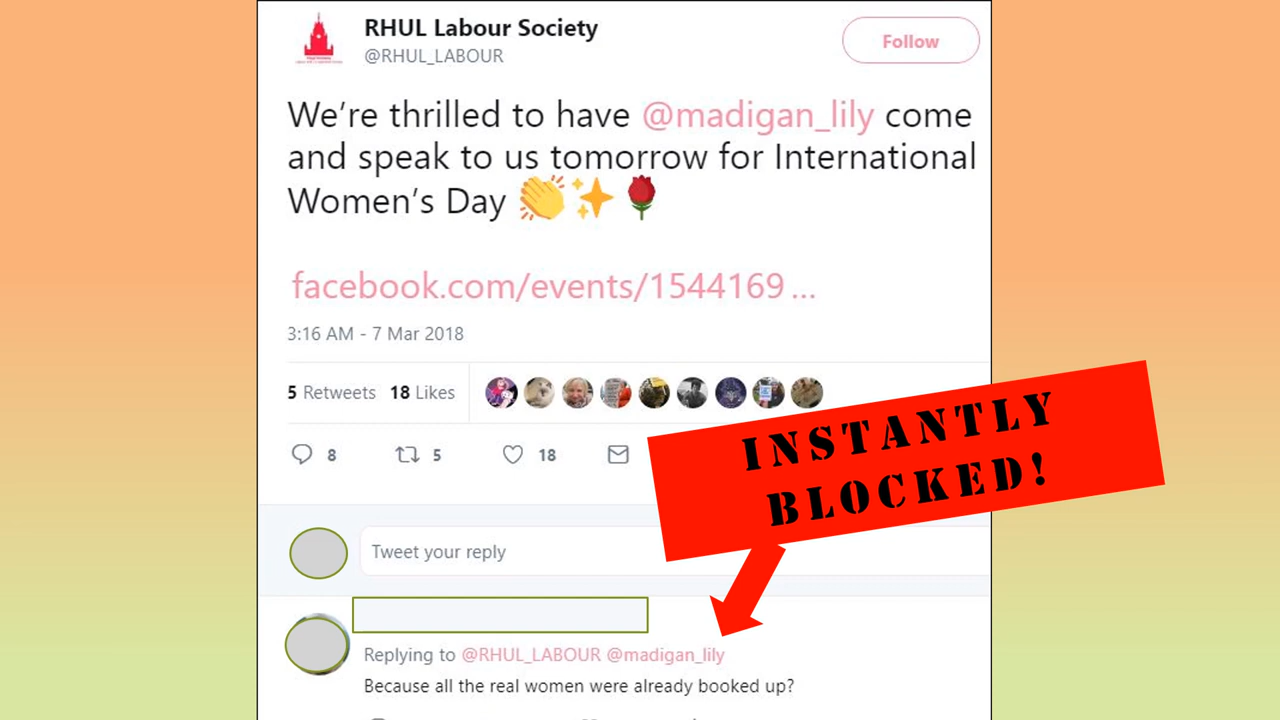 RHUL Labour Society
@RHUL_LABOUR
Follow
We’re thrilled to have @madigan_lily come
and speak to us tomorrow for International
Women’s Day 👏✨🌹
facebook.com/events/1544169 ...
3:16 AM - 7 Mar 2018
5 Retweets 18 Likes
8 5 18
INSTANTLY
BLOCKED!
Tweet your reply
Replying to @RHUL_LABOUR @madigan_lily
Because all the real women were already booked up?